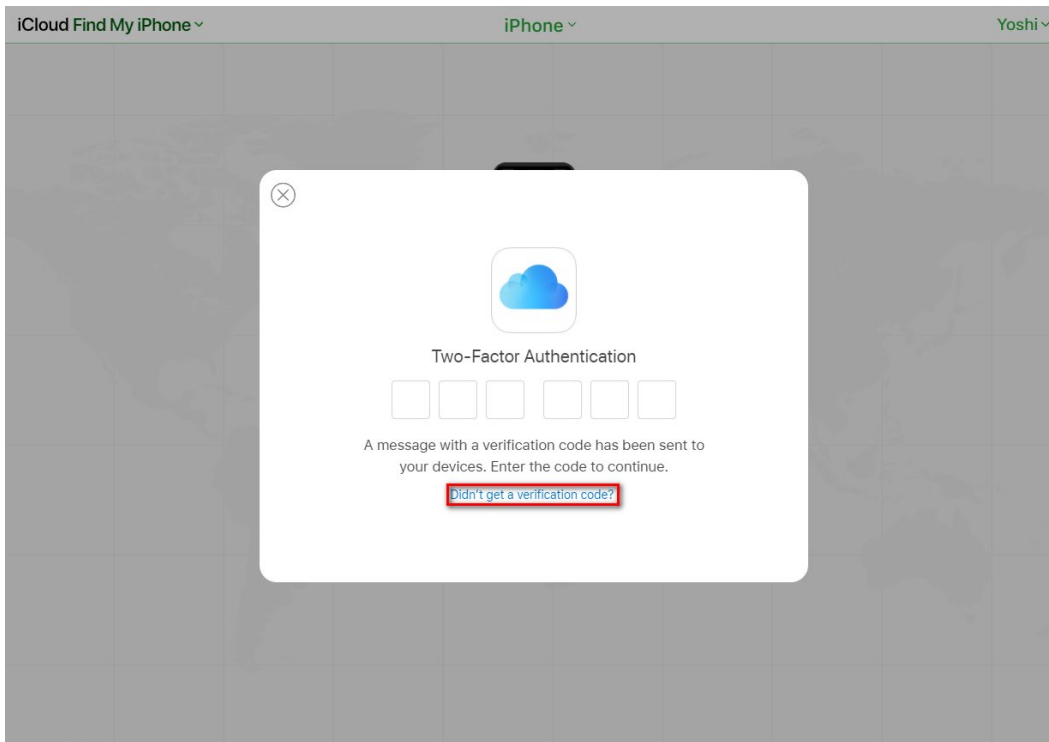 iCloud Find My iPhone
iPhone
Yoshi
Two-Factor Authentication
A message with a verification code has been sent to
your devices. Enter the code to continue.
Didn't get a verification code?